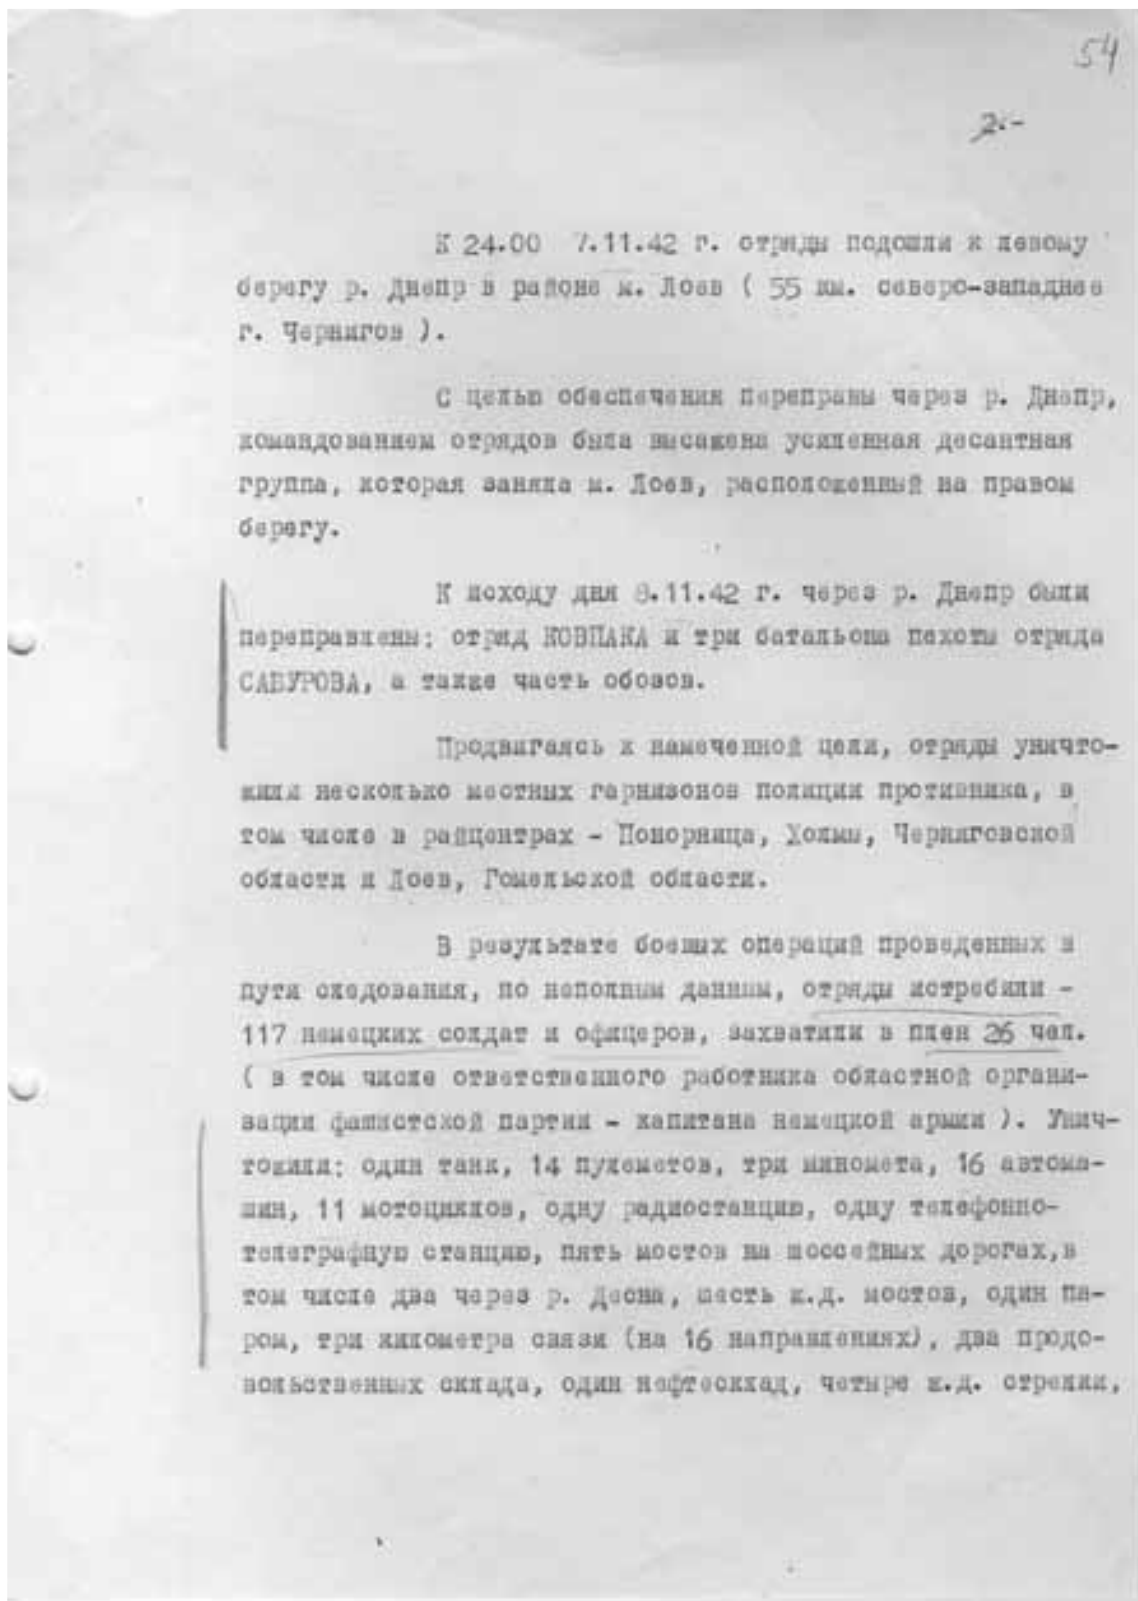 54
2.-
К 24.00 7.11.42 г. отряды подошли к левому
берегу р. Днепр в районе м. Лоев ( 55 км. северо-западнее
г. Чернигов ).
С целью обеспечения переправы через р. Днепр,
командованием отрядов была высажена усиленная десантная
группа, которая заняла м. Лоев, расположенный на правом
берегу.
К исходу дня 8.11.42 г. через р. Днепр были
переправлены: отряд КОВПАКА и три батальона пехоты отряда
САБУРОВА, а также часть обозов.
Продвигаясь к намеченной цели, отряды уничто-
жили несколько местных гарнизонов полиции противника, в
том числе в райцентрах - Понорница, Холмы, Черниговской
области и Лоев, Гомельской области.
В результате боевых операций проведенных в
пути следования, по неполным данным, отряды истребили -
117 немецких солдат и офицеров, захватили в плен 26 чел.
( в том числе ответственного работника областной органи-
зации фашистской партии - капитана немецкой армии ). Унич-
тожили: один танк, 14 пулеметов, три миномета, 16 автома-
шин, 11 мотоциклов, одну радиостанцию, одну телефонно-
телеграфную станцию, пять мостов на шоссейных дорогах,в
том числе два через р. Десна, шесть ж.д. мостов, один па-
ром, три километра связи (на 16 направлениях), два продо-
вольственных склада, один нефтесклад, четыре ж.д. стрелки,